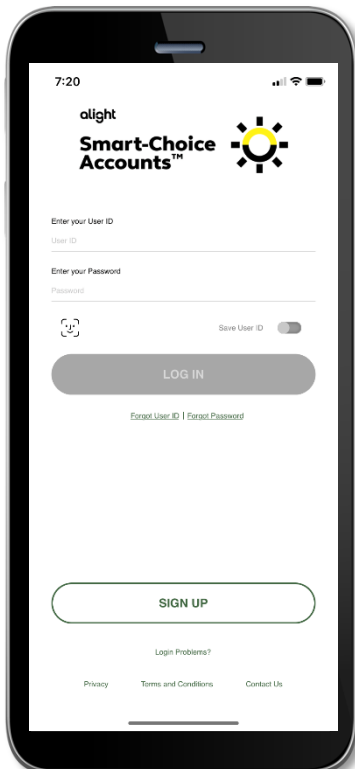 7:20
alight
Smart-Choice
Accounts™
Enter your User ID
User ID
Enter your Password
Password
Save User ID
LOG IN
Forgot User ID | Forgot Password
SIGN UP
Login Problems?
Privacy Terms and Conditions Contact Us